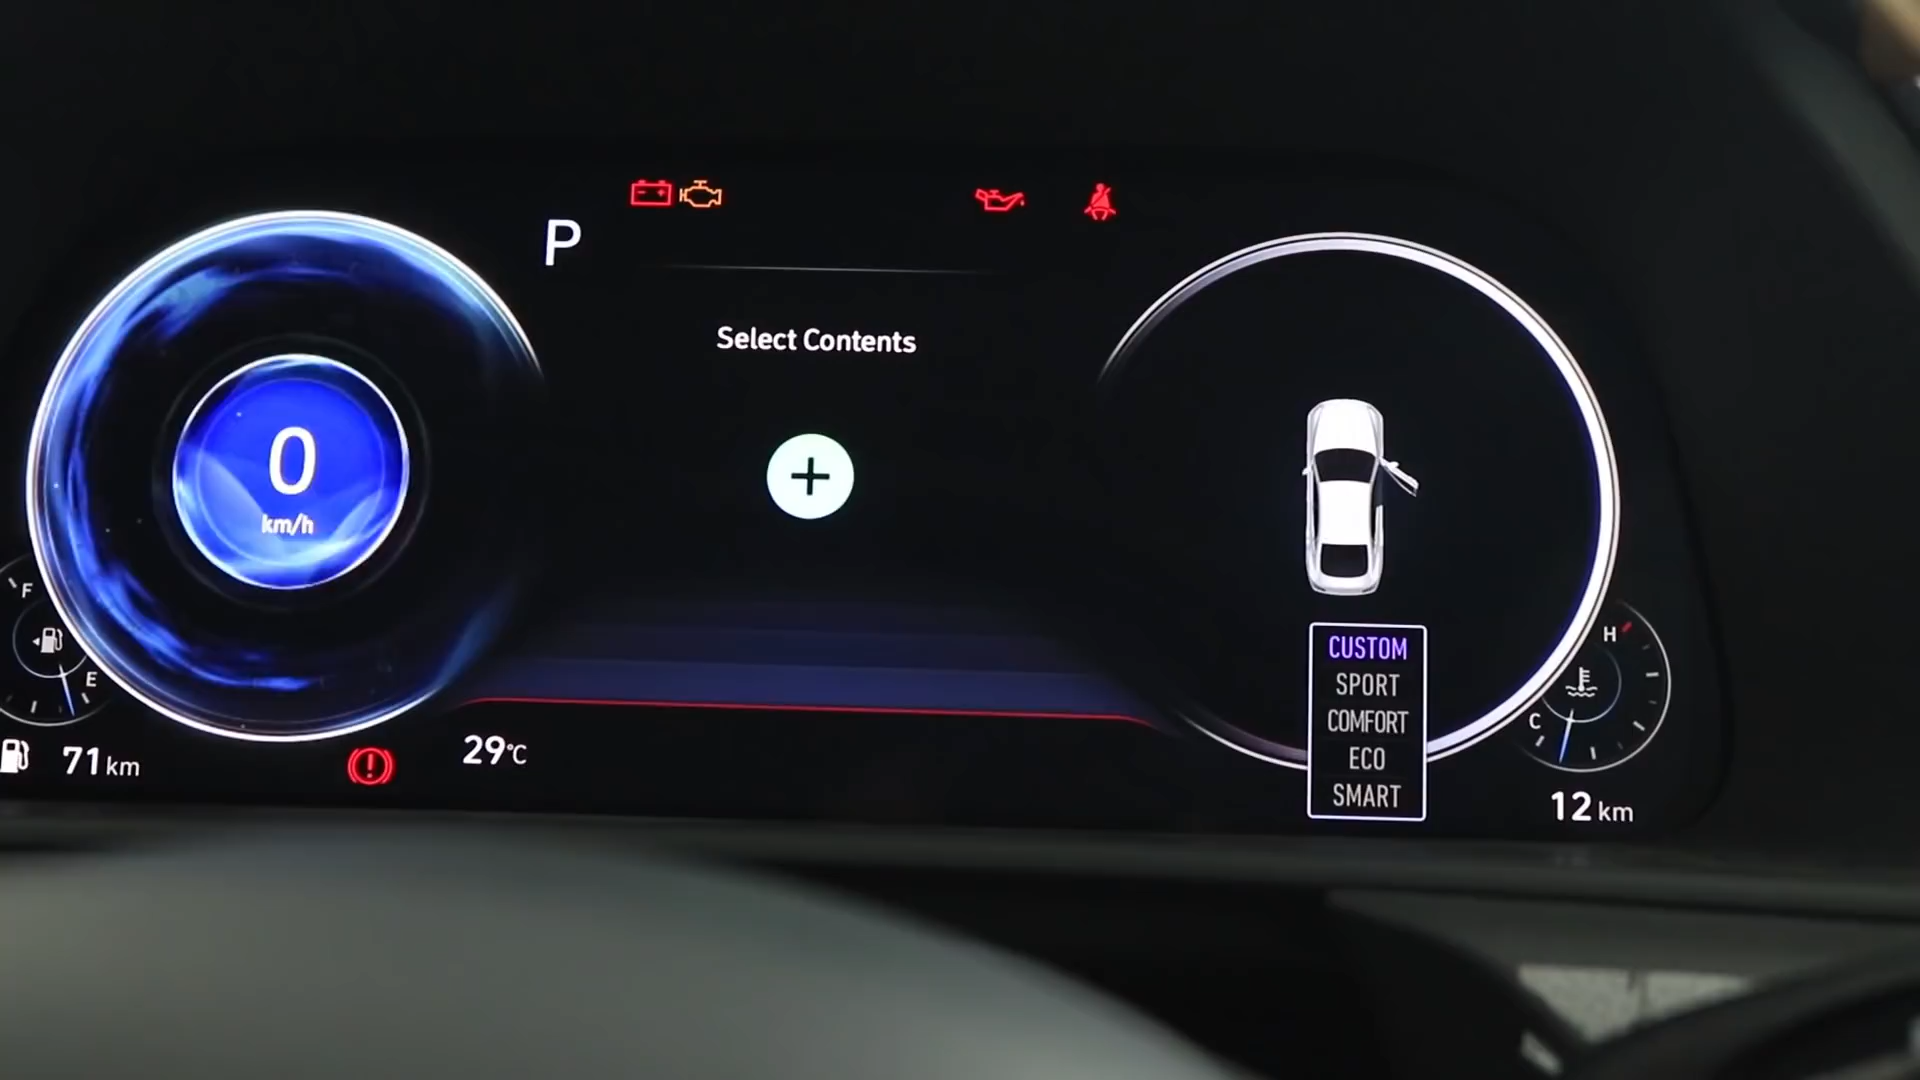 P
Select Contents
0
km/h
F
E
71 km
29°C
CUSTOM
SPORT
COMFORT
ECO
SMART
H
C
12 km